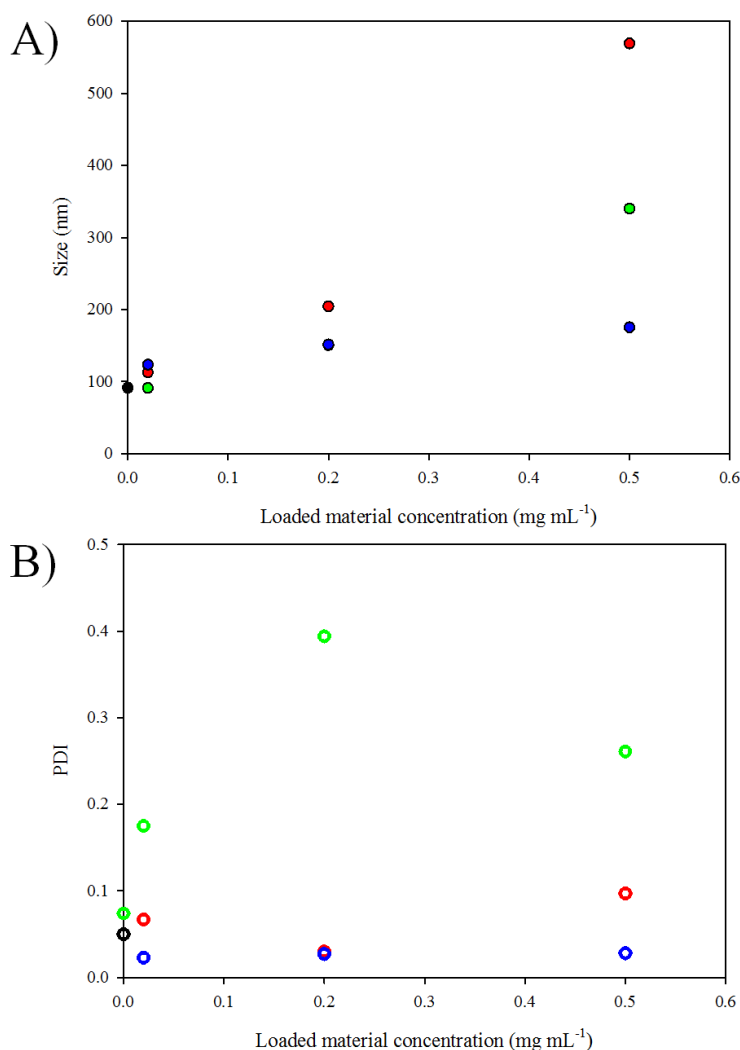 A)
600
500
400
300
200
100
0
Size (nm)
0.0 0.1 0.2 0.3 0.4 0.5 0.6
Loaded material concentration (mg mL⁻¹)
B)
0.5
0.4
0.3
0.2
0.1
0.0
PDI
0.0 0.1 0.2 0.3 0.4 0.5 0.6
Loaded material concentration (mg mL⁻¹)